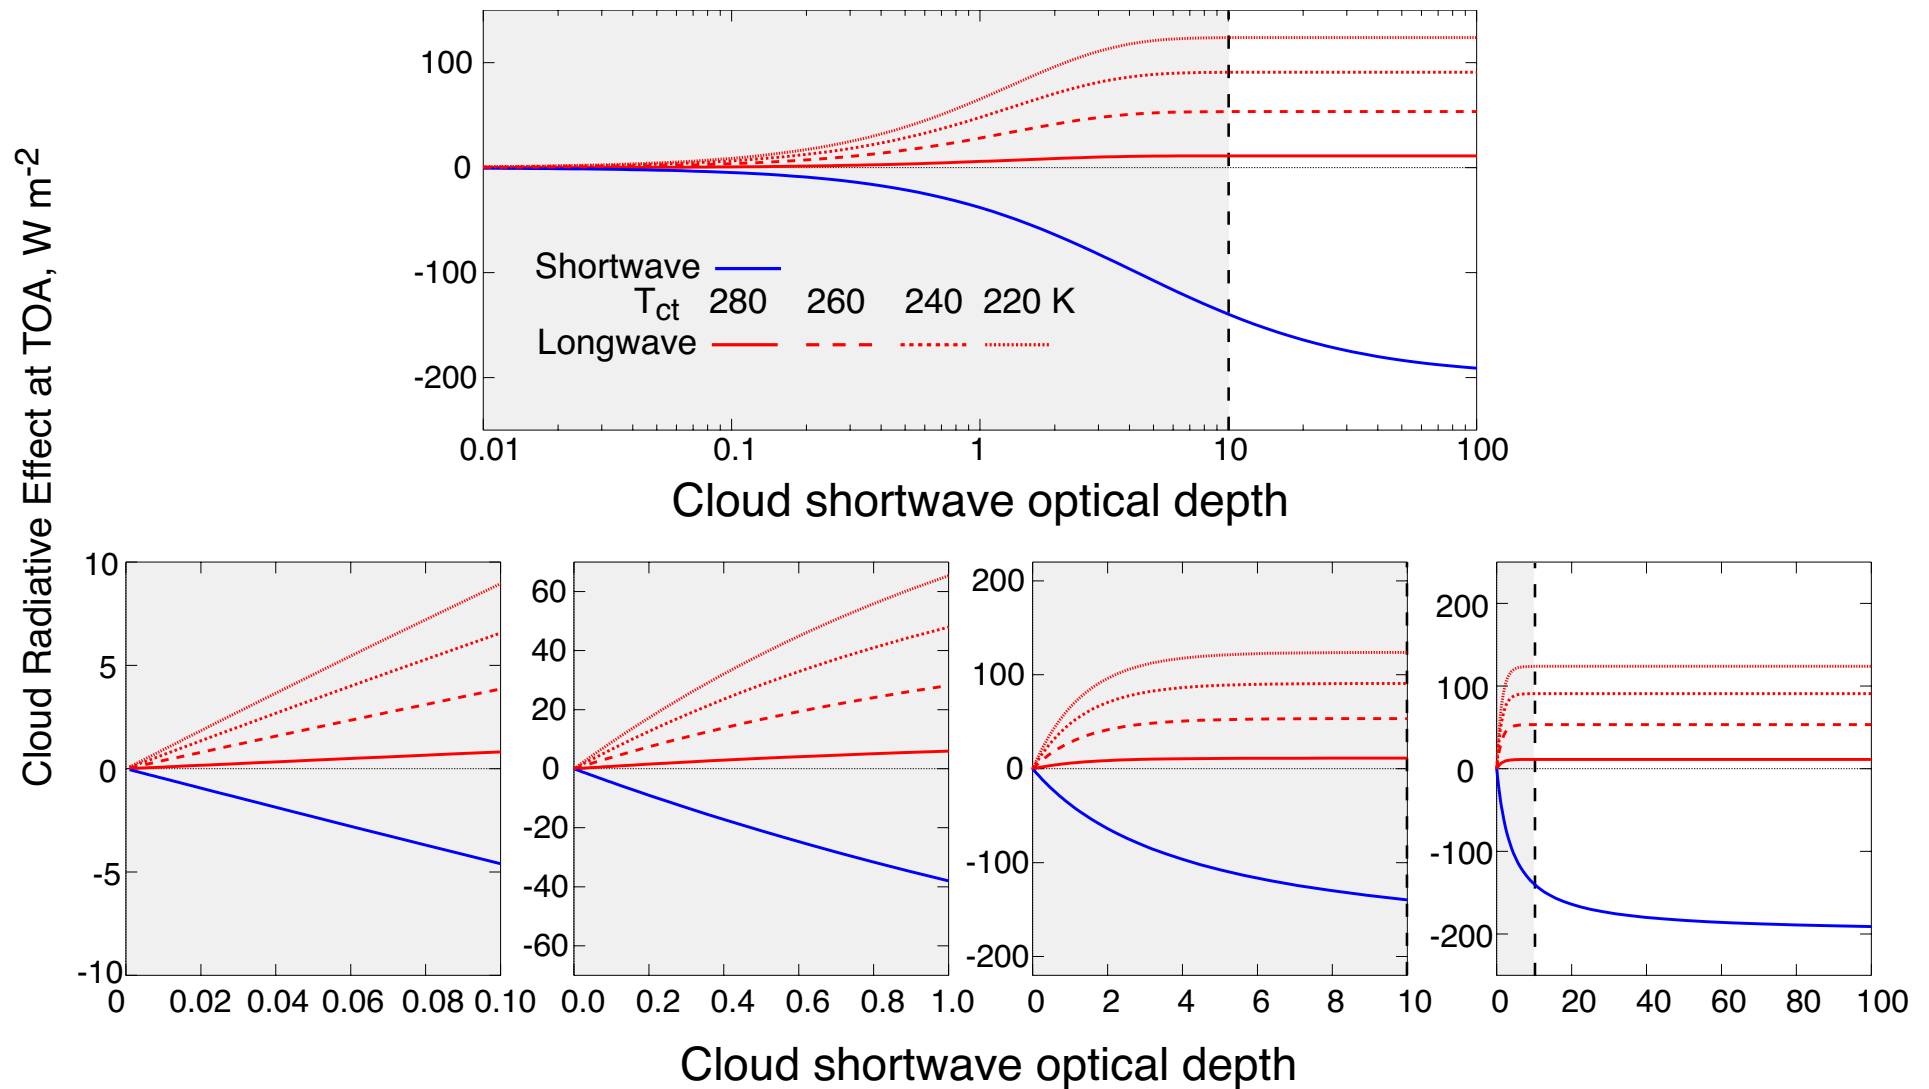 Cloud Radiative Effect at TOA, W m-2
100
0
-100
-200
Shortwave
Tct 280 260 240 220 K
Longwave
0.01 0.1 1 10 100
Cloud shortwave optical depth
10
5
0
-5
-10
0 0.02 0.04 0.06 0.08 0.10
60
40
20
0
-20
-40
-60
0.0 0.2 0.4 0.6 0.8 1.0
200
100
0
-100
-200
0 2 4 6 8 10
200
100
0
-100
-200
0 20 40 60 80 100
Cloud shortwave optical depth